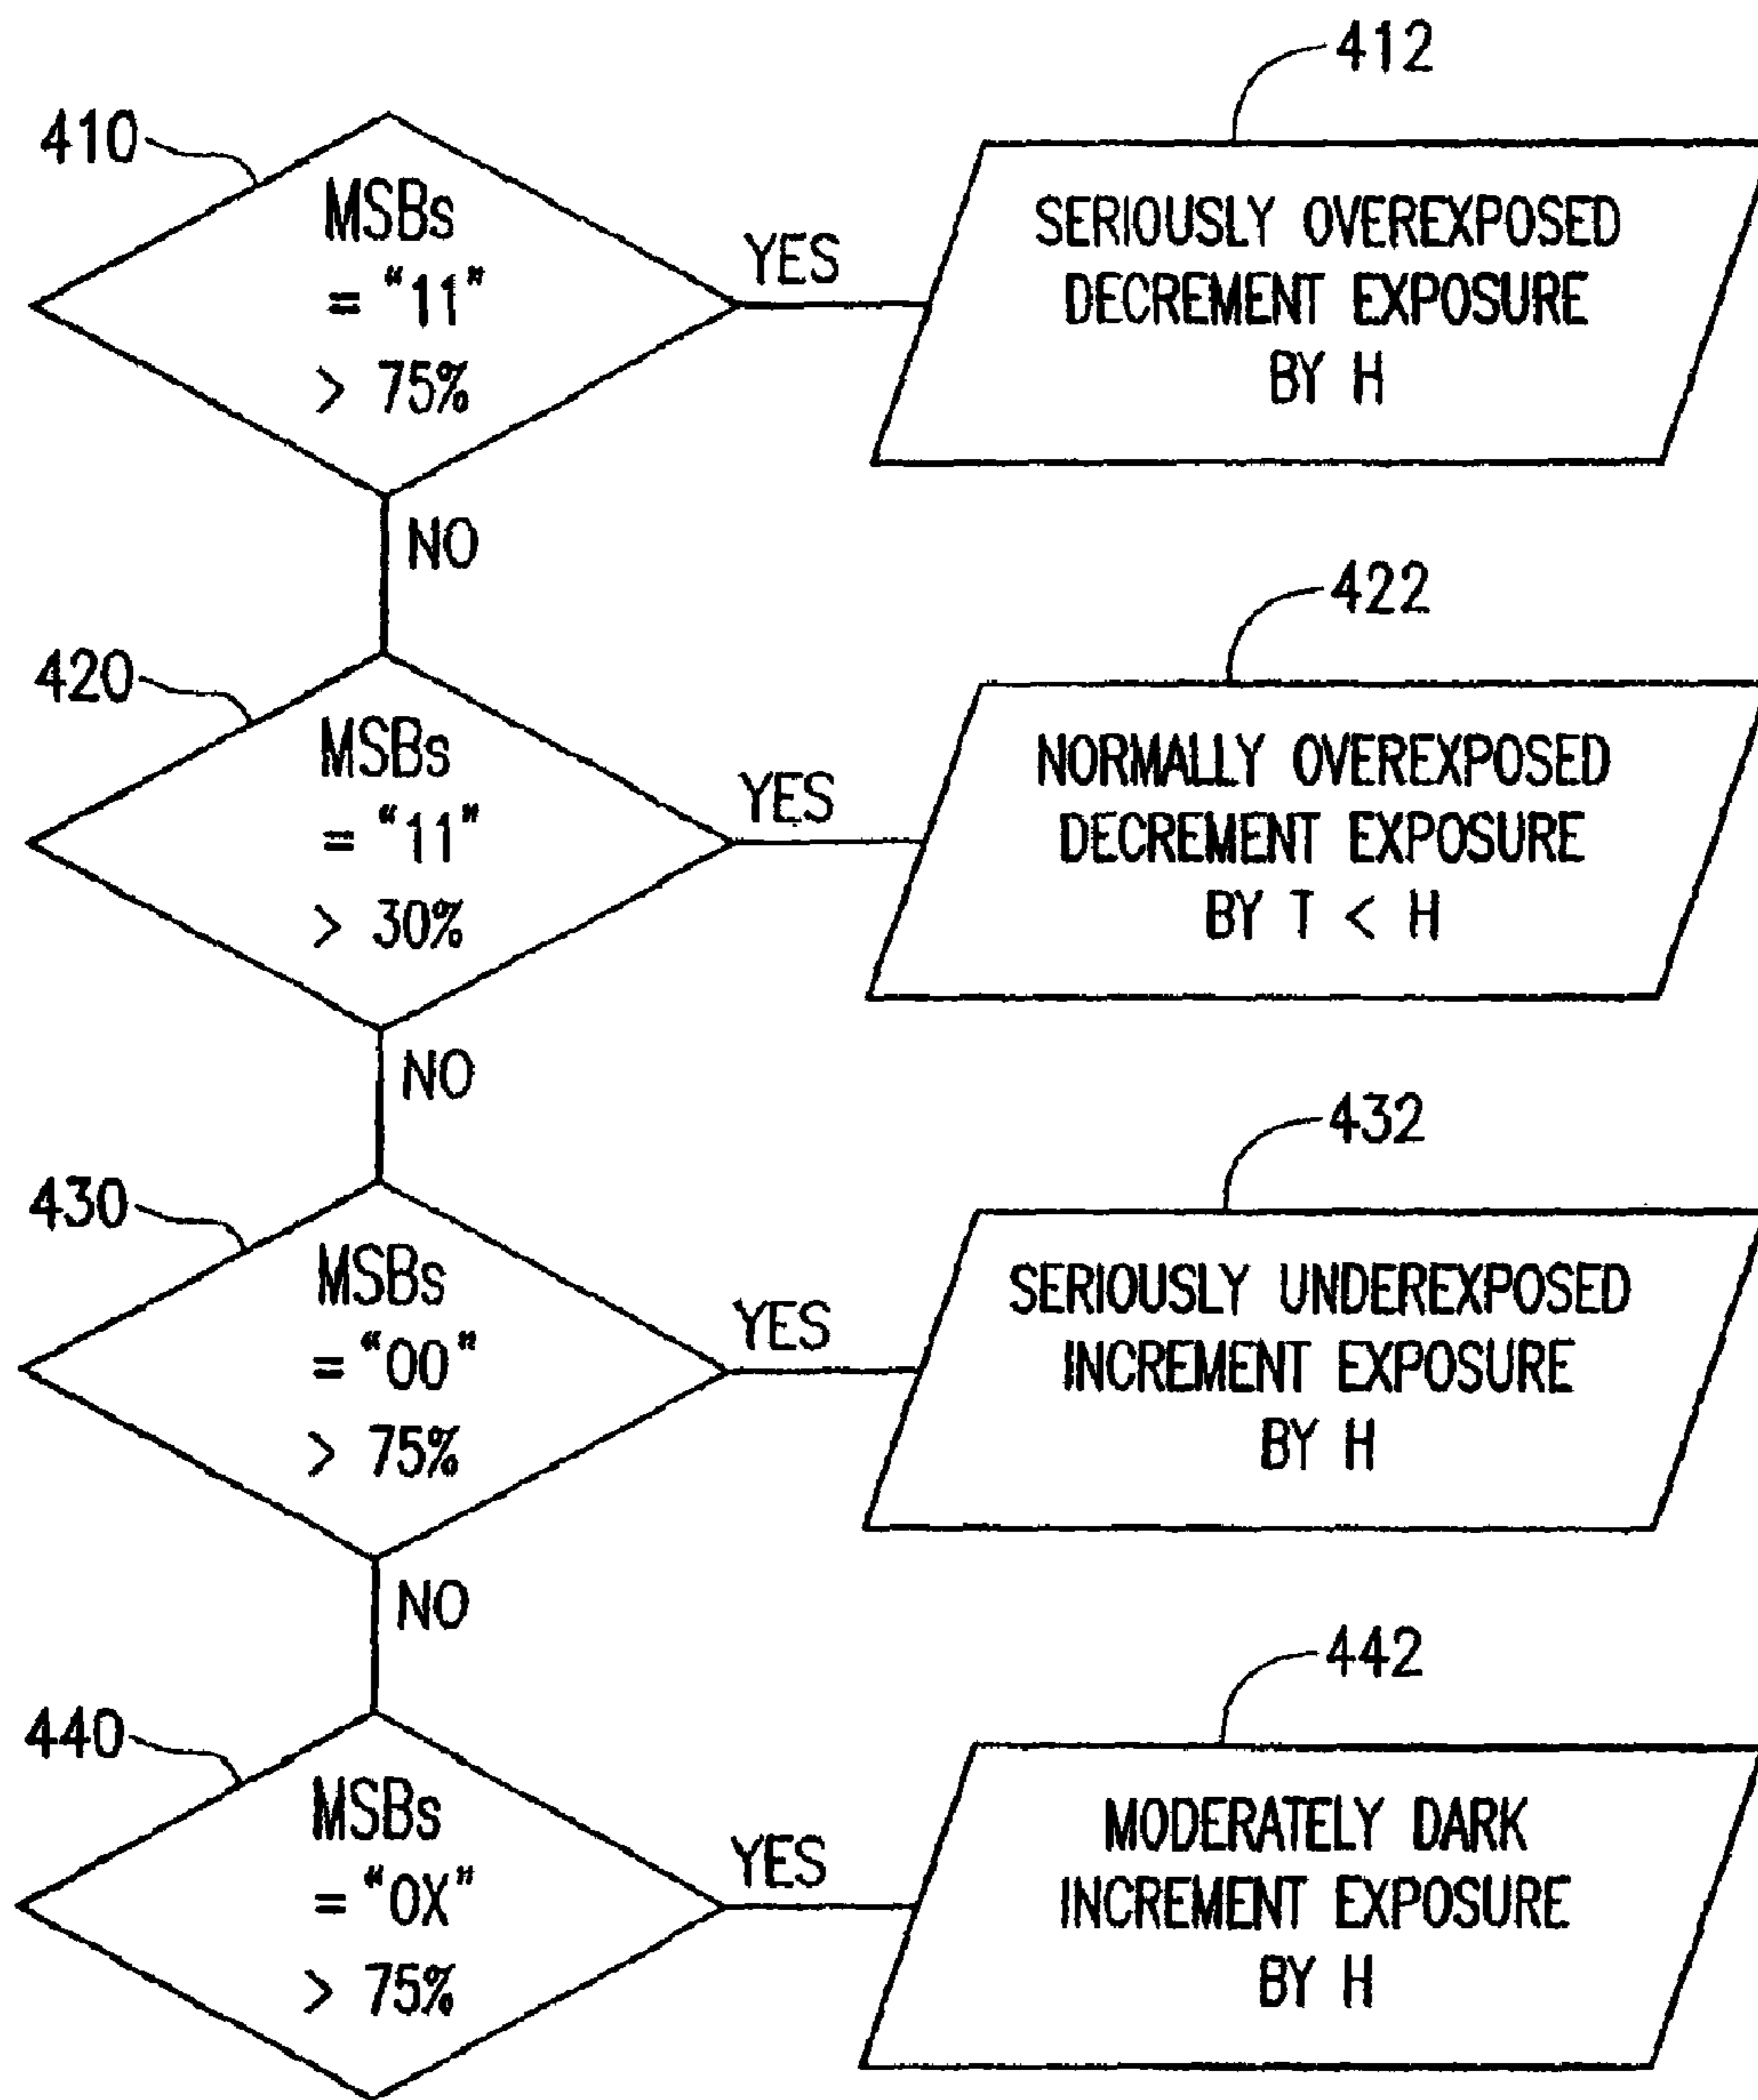 412
410
MSBs
= "11"
> 75%
YES
SERIOUSLY OVEREXPOSED
DECREMENT EXPOSURE
BY H
NO
422
420
MSBs
= "11"
> 30%
YES
NORMALLY OVEREXPOSED
DECREMENT EXPOSURE
BY T < H
NO
432
430
MSBs
= "00"
> 75%
YES
SERIOUSLY UNDEREXPOSED
INCREMENT EXPOSURE
BY H
NO
442
440
MSBs
= "0X"
> 75%
YES
MODERATELY DARK
INCREMENT EXPOSURE
BY H